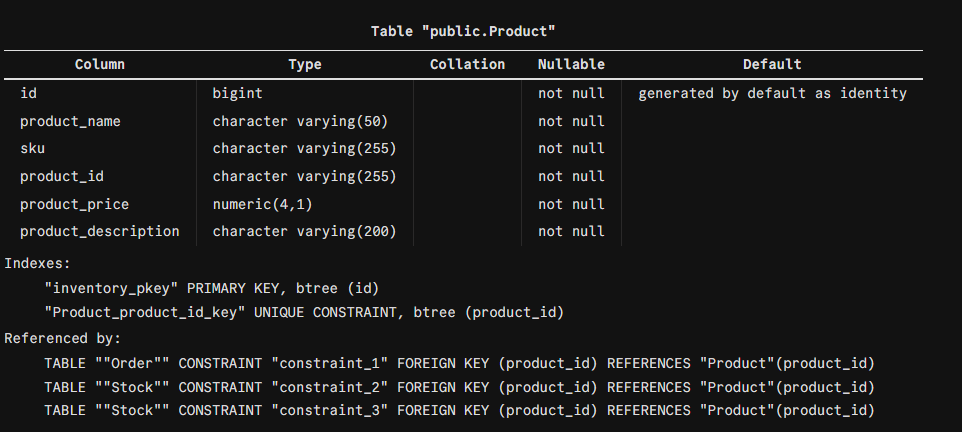 Table "public.Product"
Column Type Collation Nullable Default
id bigint not null generated by default as identity
product_name character varying(50) not null
sku character varying(255) not null
product_id character varying(255) not null
product_price numeric(4,1) not null
product_description character varying(200) not null
Indexes:
"inventory_pkey" PRIMARY KEY, btree (id)
"Product_product_id_key" UNIQUE CONSTRAINT, btree (product_id)
Referenced by:
TABLE ""Order"" CONSTRAINT "constraint_1" FOREIGN KEY (product_id) REFERENCES "Product"(product_id)
TABLE ""Stock"" CONSTRAINT "constraint_2" FOREIGN KEY (product_id) REFERENCES "Product"(product_id)
TABLE ""Stock"" CONSTRAINT "constraint_3" FOREIGN KEY (product_id) REFERENCES "Product"(product_id)